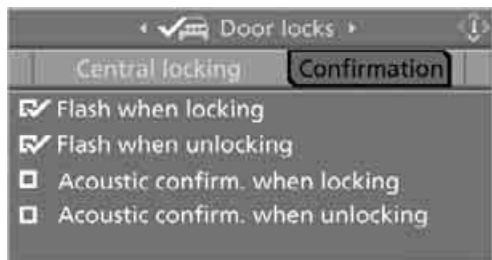 Door locks
Central locking Confirmation
Flash when locking
Flash when unlocking
Acoustic confirm. when locking
Acoustic confirm. when unlocking